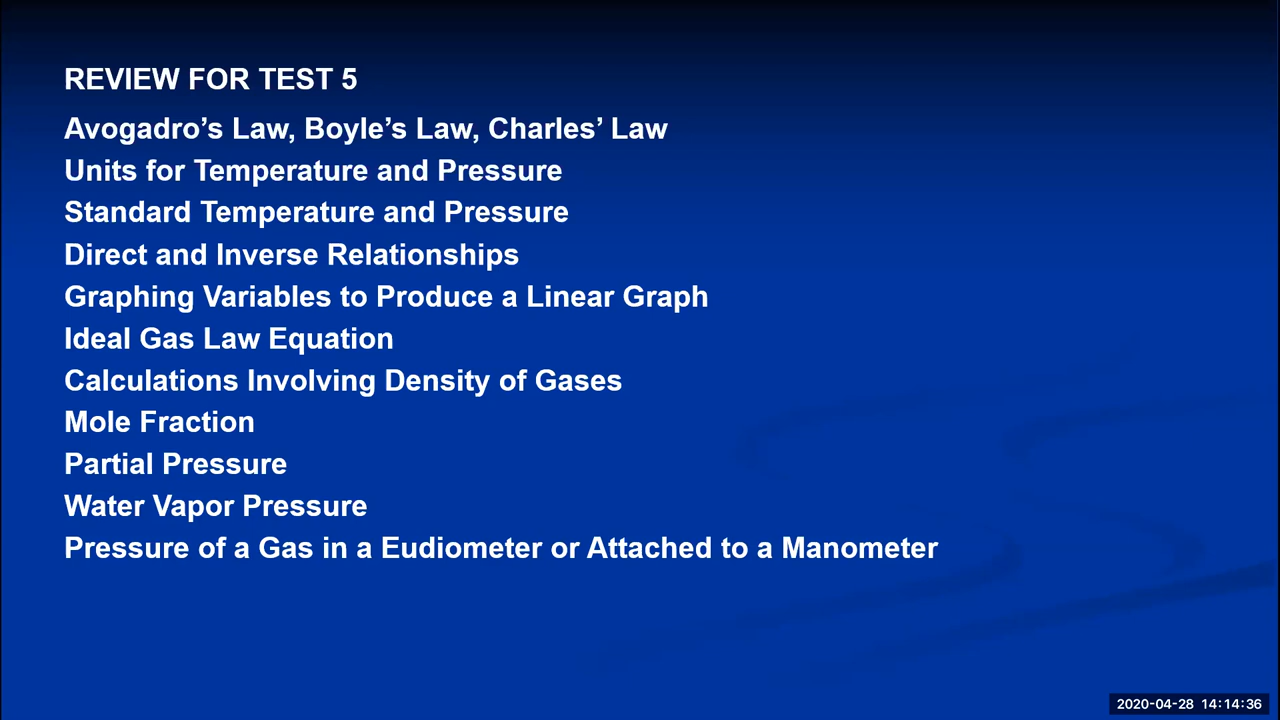 REVIEW FOR TEST 5
Avogadro’s Law, Boyle’s Law, Charles’ Law
Units for Temperature and Pressure
Standard Temperature and Pressure
Direct and Inverse Relationships
Graphing Variables to Produce a Linear Graph
Ideal Gas Law Equation
Calculations Involving Density of Gases
Mole Fraction
Partial Pressure
Water Vapor Pressure
Pressure of a Gas in a Eudiometer or Attached to a Manometer
2020-04-28 14:14:36